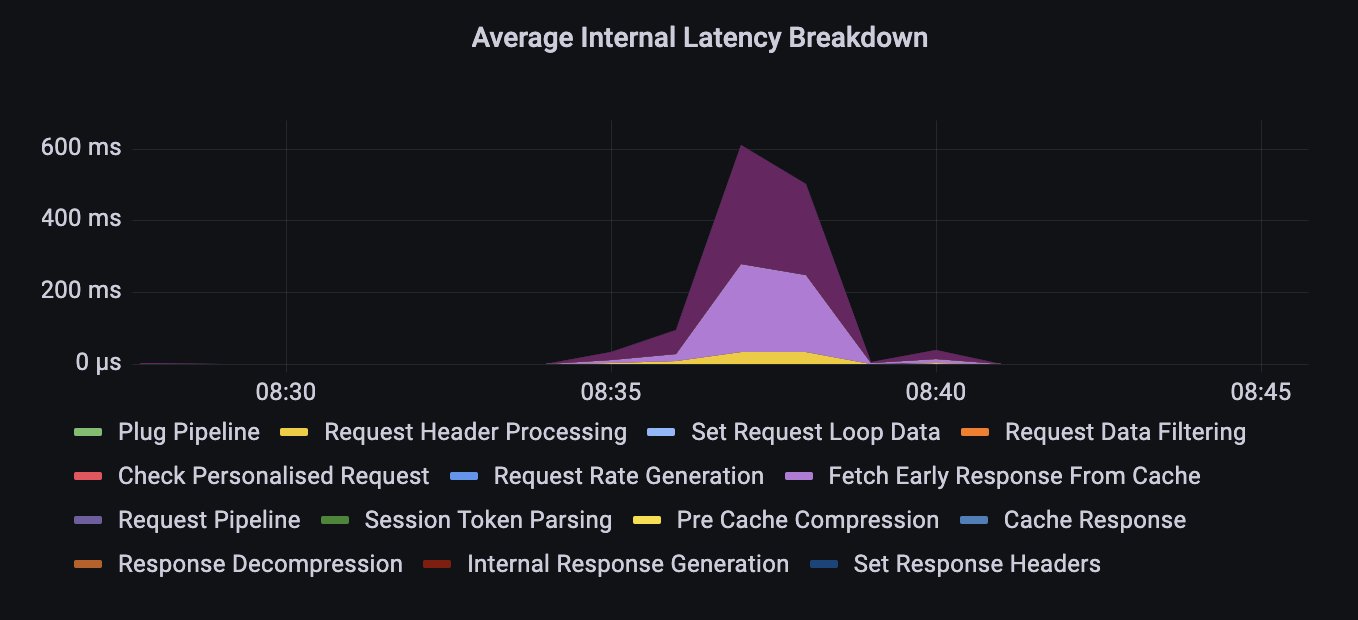 Average Internal Latency Breakdown
600 ms
400 ms
200 ms
0 µs
08:30 08:35 08:40 08:45
Plug Pipeline Request Header Processing Set Request Loop Data Request Data Filtering
Check Personalised Request Request Rate Generation Fetch Early Response From Cache
Request Pipeline Session Token Parsing Pre Cache Compression Cache Response
Response Decompression Internal Response Generation Set Response Headers